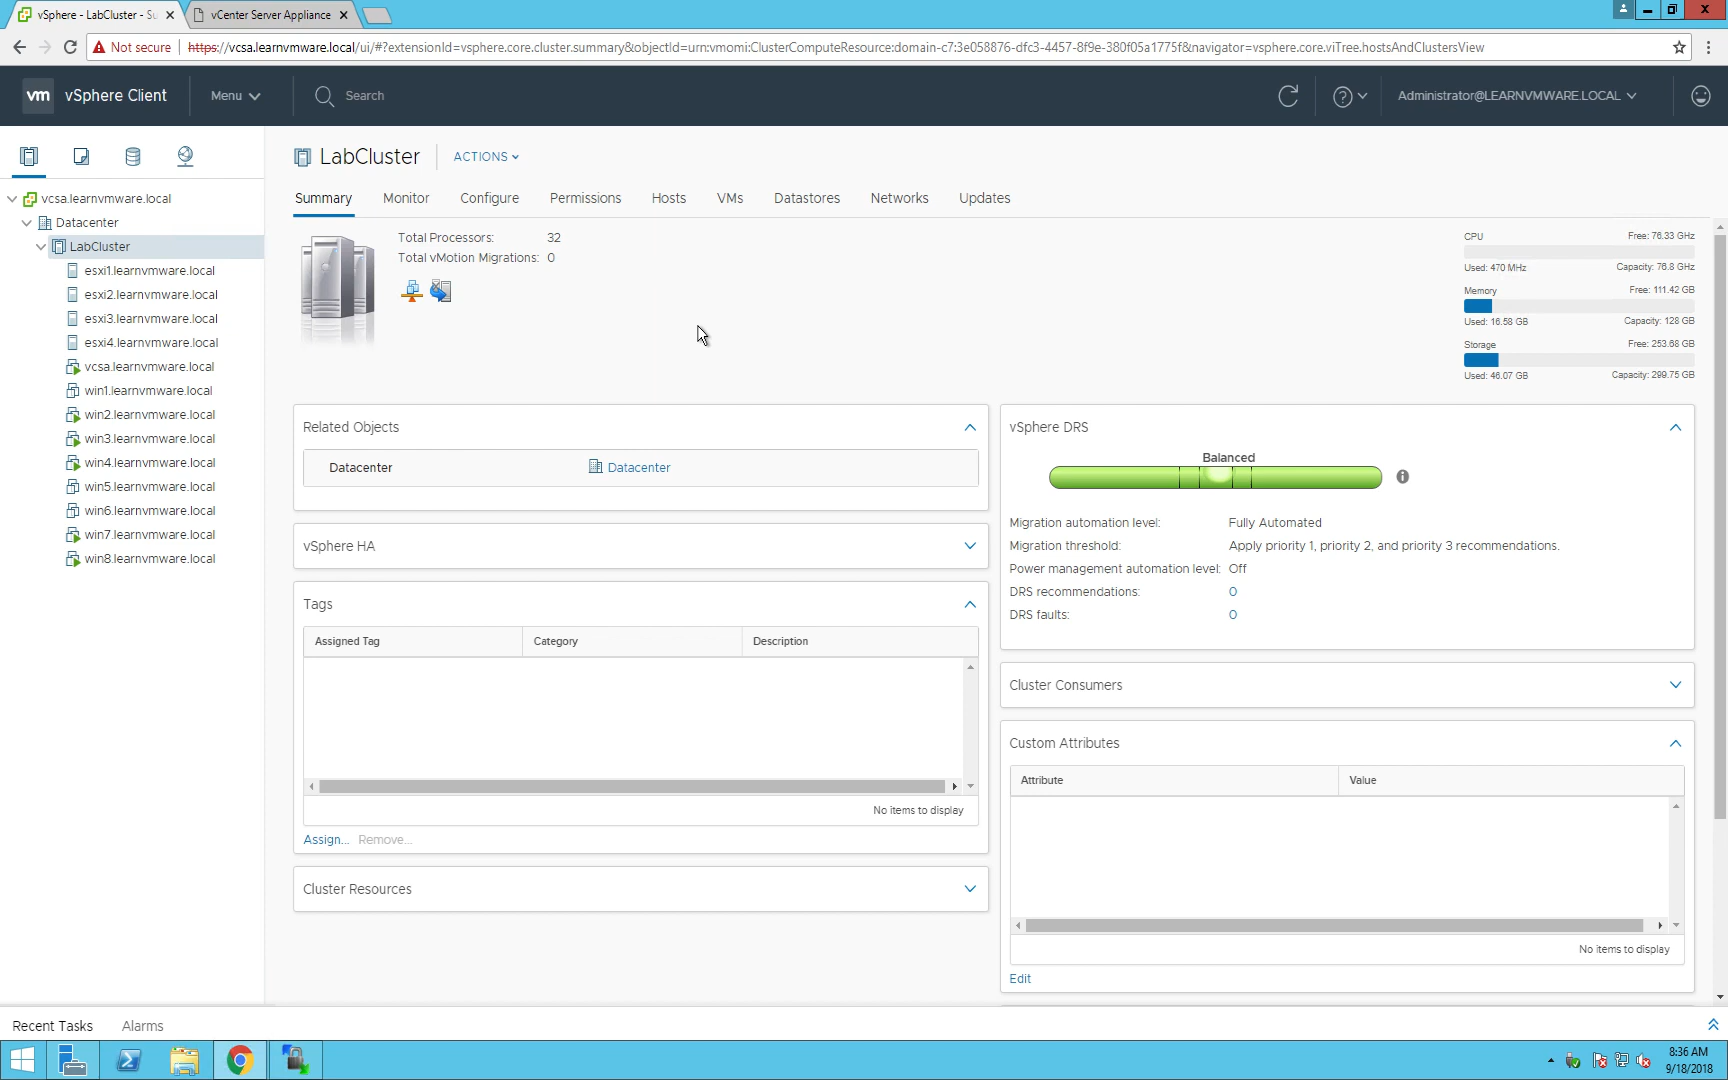 vSphere - LabCluster - Su
vCenter Server Appliance
Not secure
https://vcsa.learnvmware.local/ui/#?extensionId=vsphere.core.cluster.summary&objectId=urn:vmomi:ClusterComputeResource:domain-c7:3e058876-dfc3-4457-8f9e-380f05a1775f&navigator=vsphere.core.viTree.hostsAndClustersView
vm
vSphere Client
Menu
Search
Administrator@LEARNVMWARE.LOCAL
vcsa.learnvmware.local
Datacenter
LabCluster
esxi1.learnvmware.local
esxi2.learnvmware.local
esxi3.learnvmware.local
esxi4.learnvmware.local
vcsa.learnvmware.local
win1.learnvmware.local
win2.learnvmware.local
win3.learnvmware.local
win4.learnvmware.local
win5.learnvmware.local
win6.learnvmware.local
win7.learnvmware.local
win8.learnvmware.local
LabCluster
ACTIONS
Summary
Monitor
Configure
Permissions
Hosts
VMs
Datastores
Networks
Updates
Total Processors: 32
Total vMotion Migrations: 0
CPU Free: 76.33 GHz
Used: 470 MHz Capacity: 76.8 GHz
Memory Free: 111.42 GB
Used: 16.58 GB Capacity: 128 GB
Storage Free: 253.68 GB
Used: 46.07 GB Capacity: 299.75 GB
Related Objects
Datacenter Datacenter
vSphere HA
Tags
Assigned Tag Category Description
No items to display
Assign... Remove...
Cluster Resources
vSphere DRS
Balanced
Migration automation level: Fully Automated
Migration threshold: Apply priority 1, priority 2, and priority 3 recommendations.
Power management automation level: Off
DRS recommendations: 0
DRS faults: 0
Cluster Consumers
Custom Attributes
Attribute Value
No items to display
Edit
Recent Tasks
Alarms
8:36 AM
9/18/2018